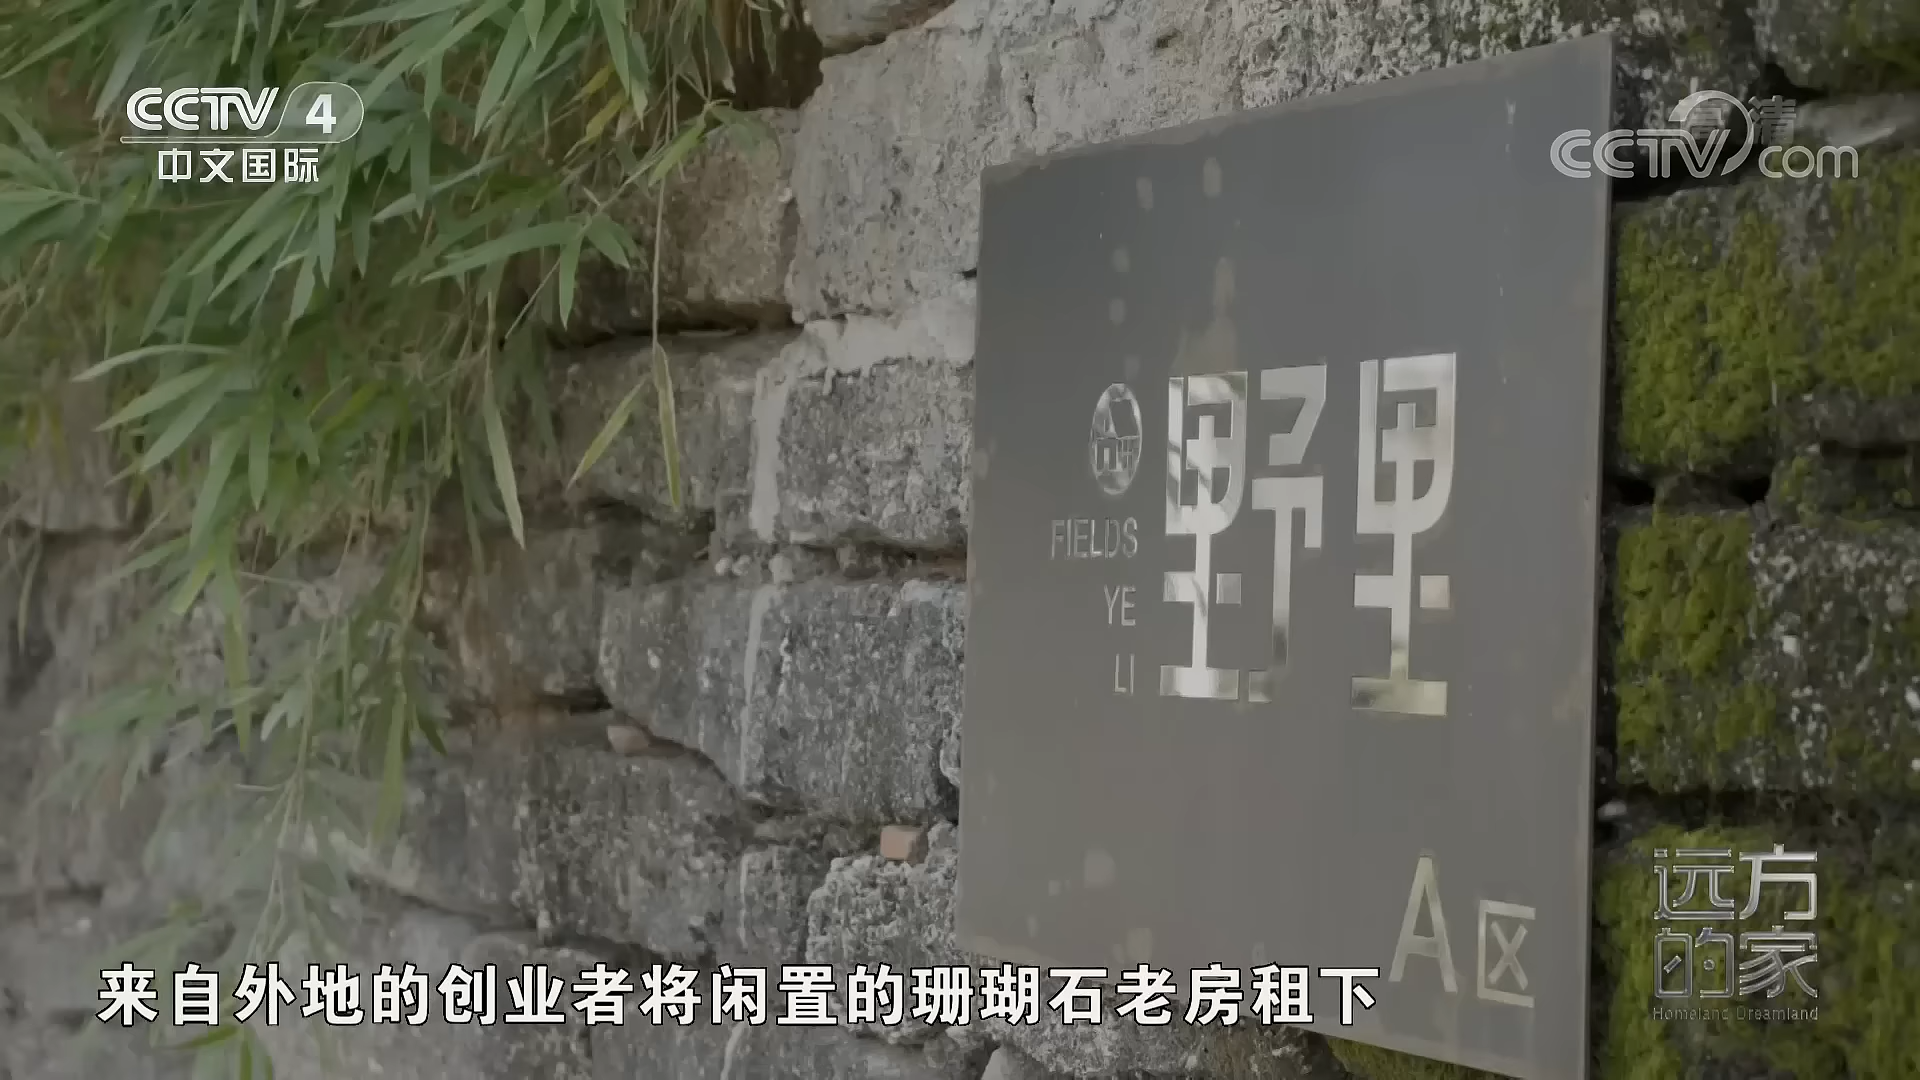 CCTV 4
中文国际
高清
CCTV.com
野里
FIELDS
YE
LI
A区
远方
的家
Homeland Dreamland
来自外地的创业者将闲置的珊瑚石老房租下